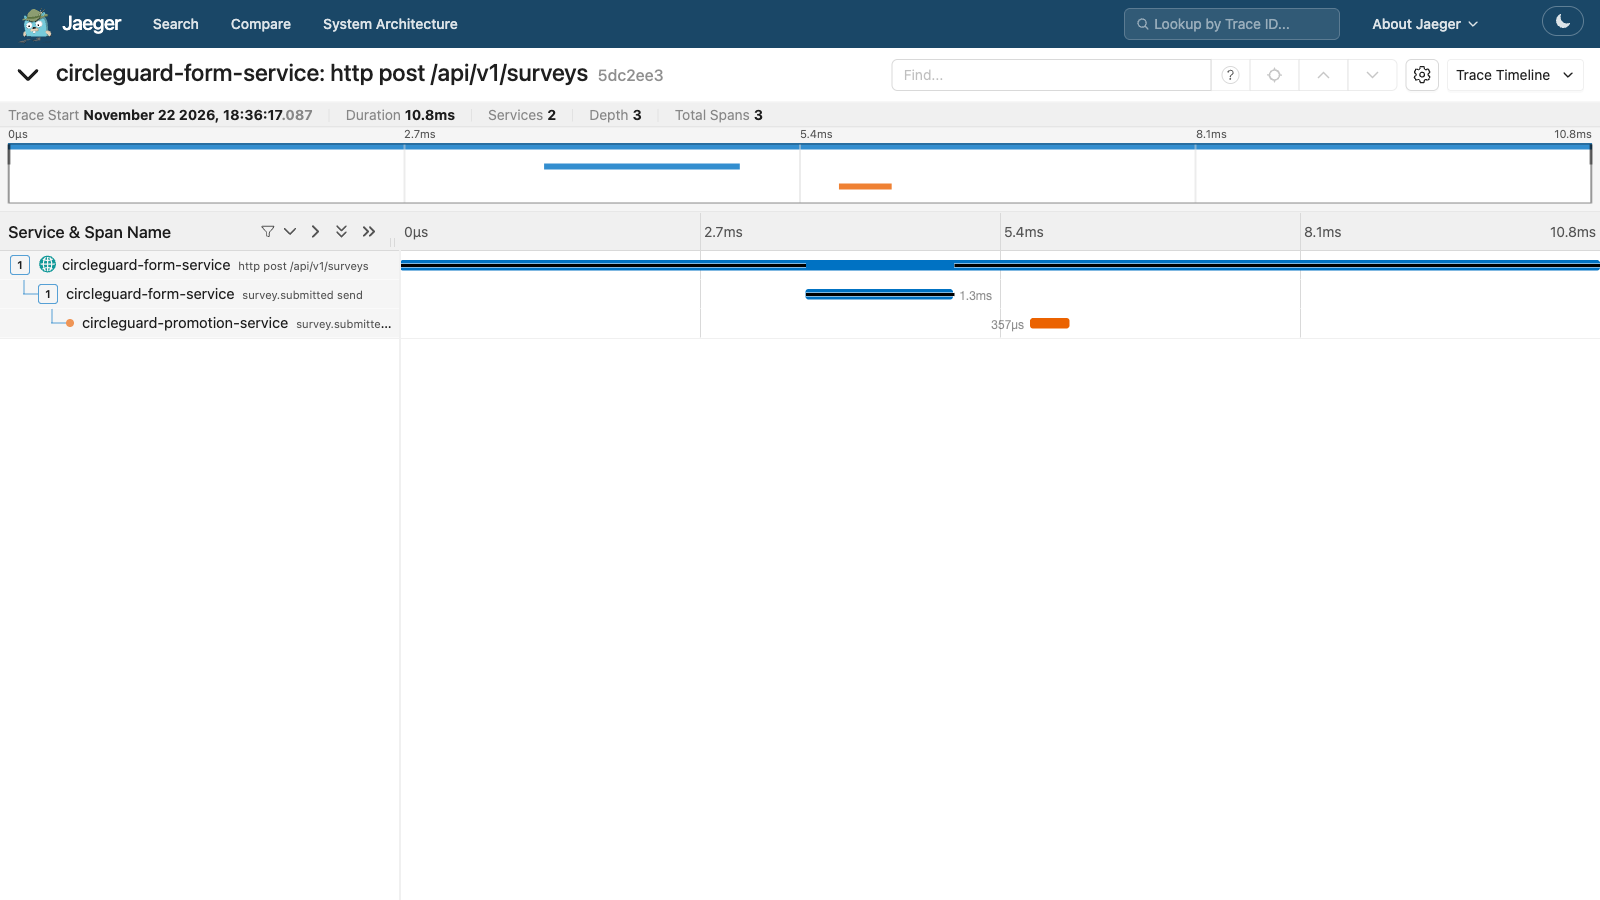 Jaeger Search Compare System Architecture Lookup by Trace ID... About Jaeger
circleguard-form-service: http post /api/v1/surveys 5dc2ee3 Find... ? Trace Timeline
Trace Start November 22 2026, 18:36:17.087 Duration 10.8ms Services 2 Depth 3 Total Spans 3
0μs 2.7ms 5.4ms 8.1ms 10.8ms
Service & Span Name 0μs 2.7ms 5.4ms 8.1ms 10.8ms
1 circleguard-form-service http post /api/v1/surveys
1 circleguard-form-service survey.submitted send 1.3ms
circleguard-promotion-service survey.submitte... 357μs